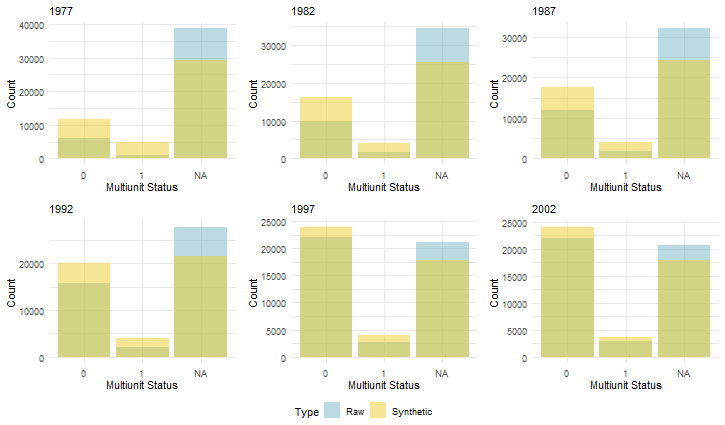 1977
Count
40000
30000
20000
10000
0
0 1 NA
Multiunit Status
1982
Count
30000
20000
10000
0
0 1 NA
Multiunit Status
1987
Count
30000
20000
10000
0
0 1 NA
Multiunit Status
1992
Count
20000
10000
0
0 1 NA
Multiunit Status
1997
Count
25000
20000
15000
10000
5000
0
0 1 NA
Multiunit Status
2002
Count
25000
20000
15000
10000
5000
0
0 1 NA
Multiunit Status
Type Raw Synthetic